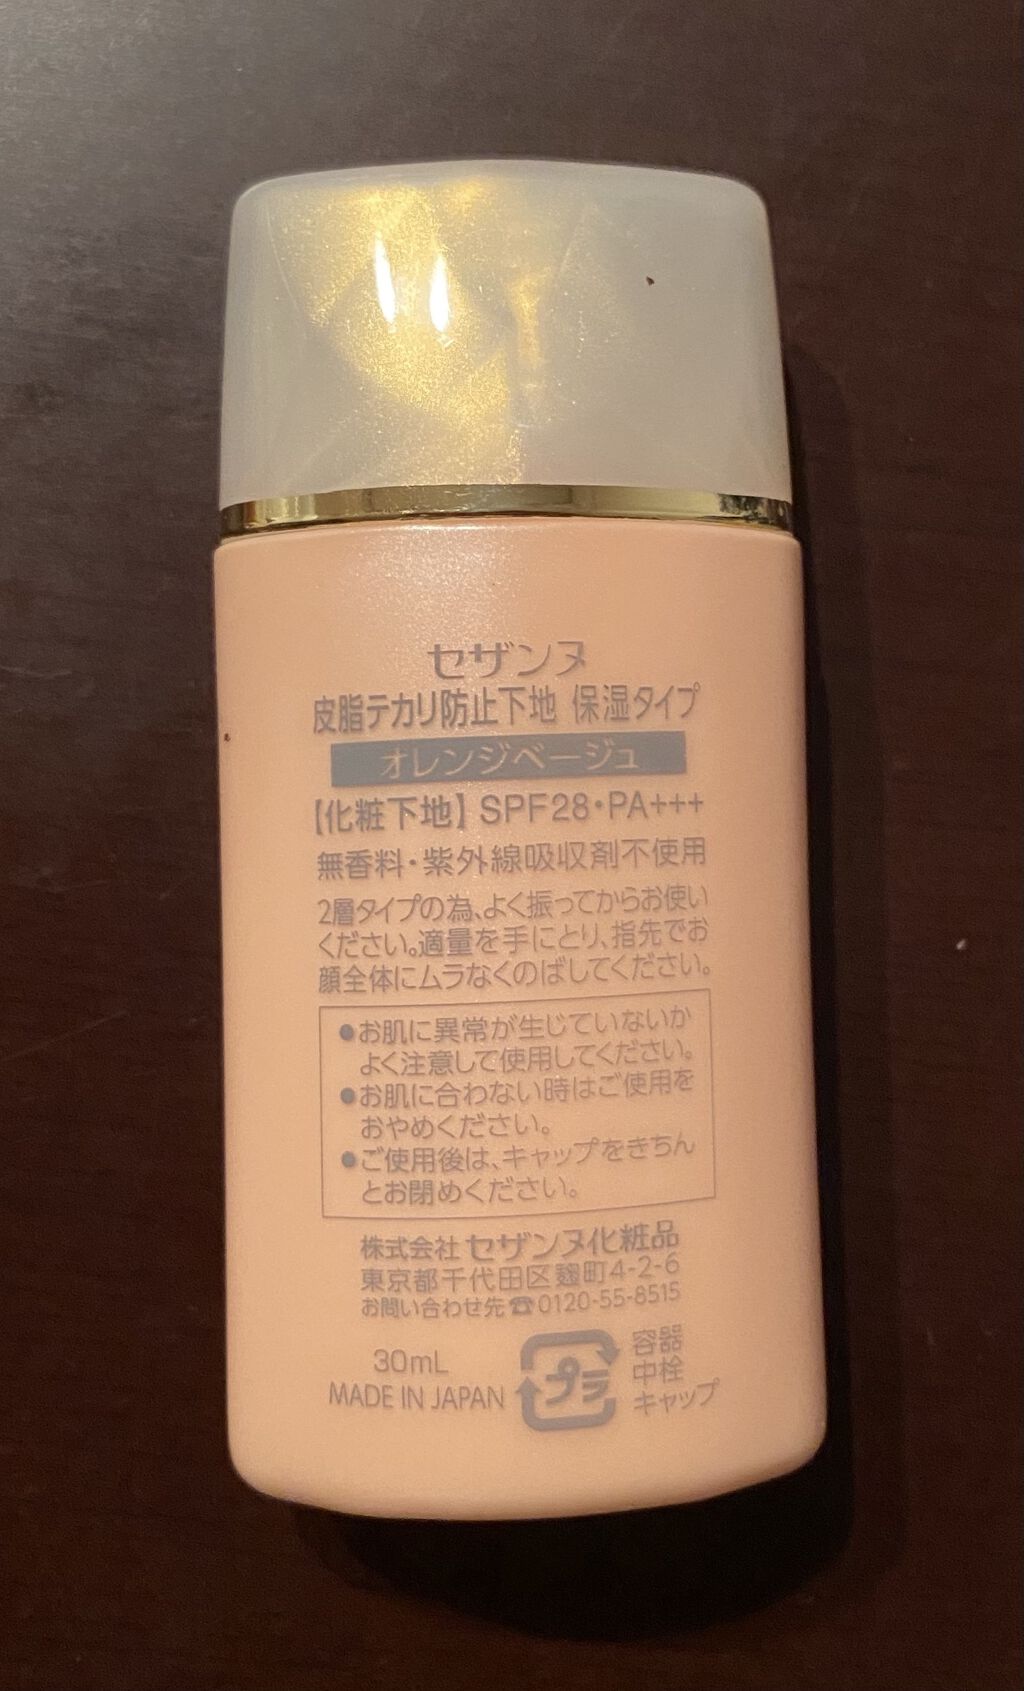 セザンヌ
皮脂テカリ防止下地 保湿タイプ
オレンジベージュ
【化粧下地】SPF28・PA+++
無香料・紫外線吸収剤不使用
2層タイプの為、よく振ってからお使い
ください。適量を手にとり、指先でお
顔全体にムラなくのばしてください。
●お肌に異常が生じていないか
よく注意して使用してください。
●お肌に合わない時はご使用を
おやめください。
●ご使用後は、キャップをきちん
とお閉めください。
株式会社 セザンヌ化粧品
東京都千代田区麹町4-2-6
お問い合わせ先☎0120-55-8515
30mL
MADE IN JAPAN
プラ
容器
中栓
キャップ